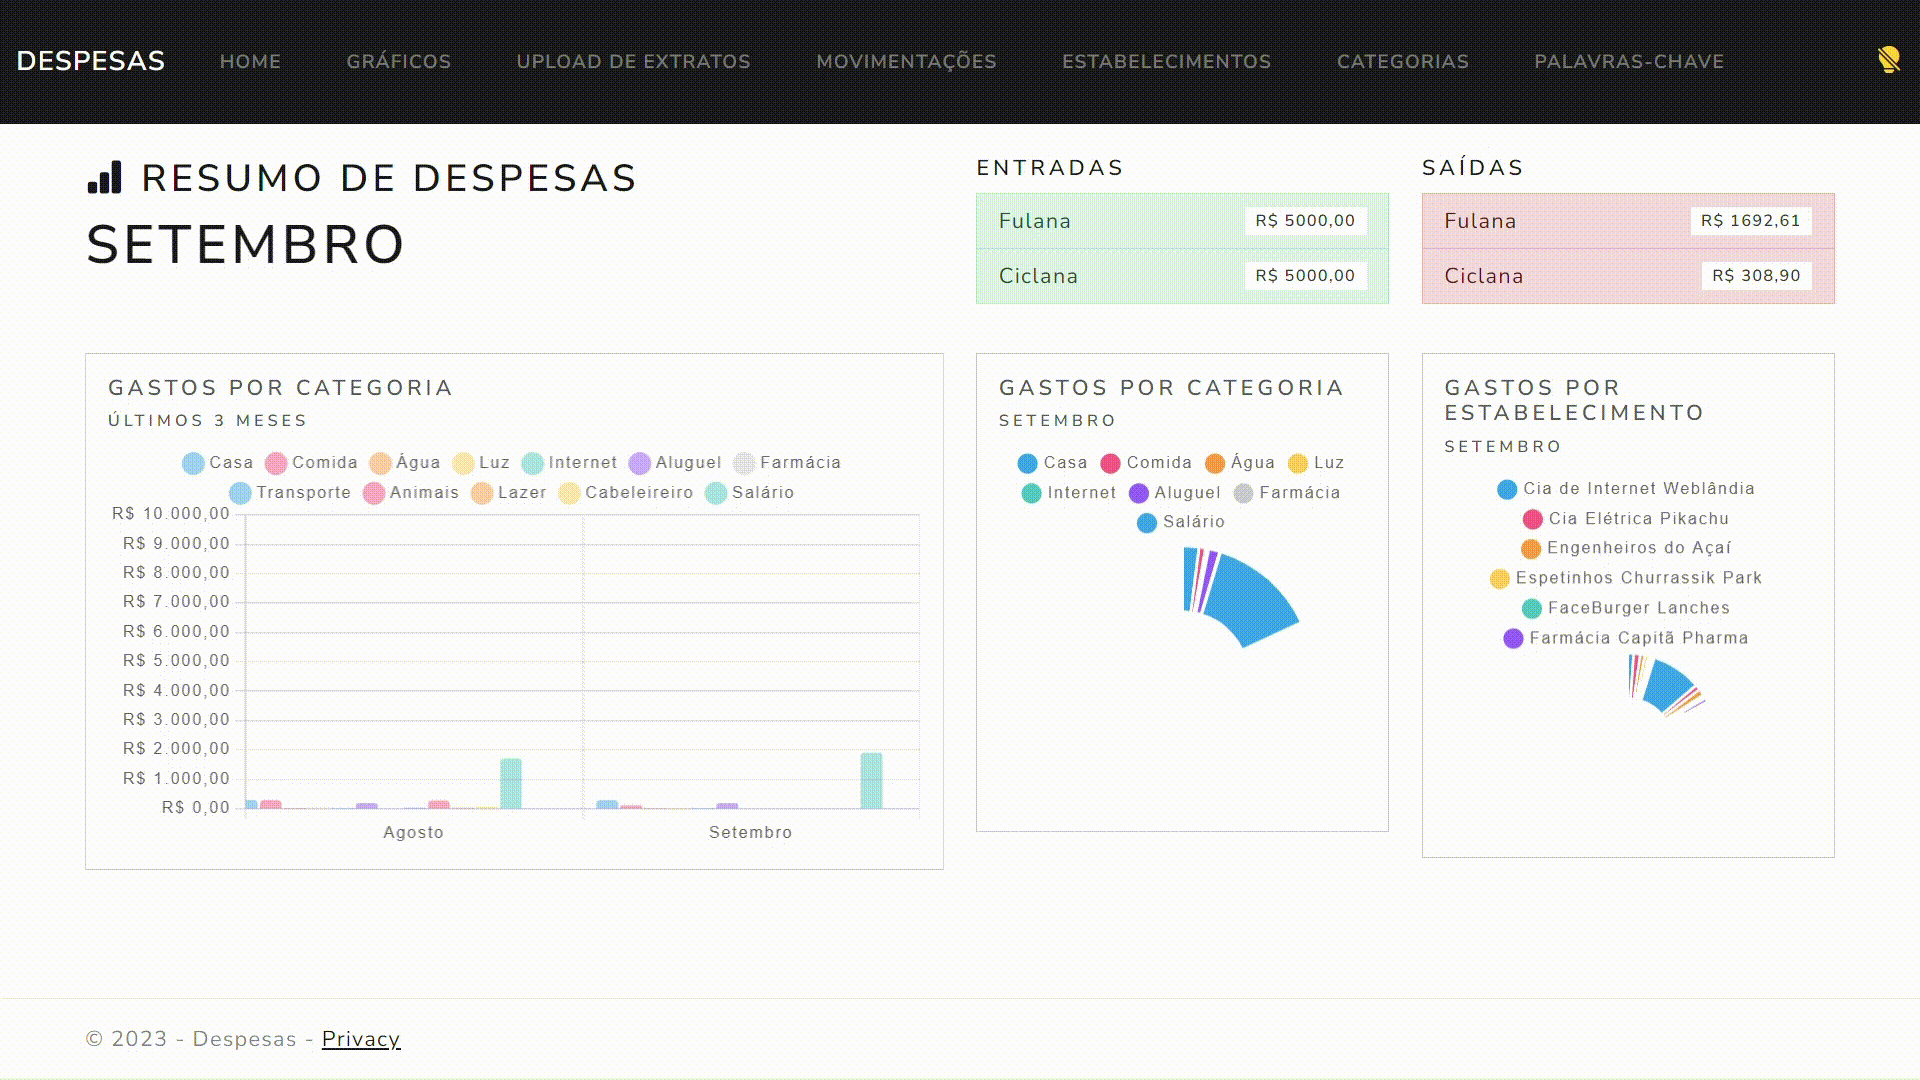 DESPESAS HOME GRÁFICOS UPLOAD DE EXTRATOS MOVIMENTAÇÕES ESTABELECIMENTOS CATEGORIAS PALAVRAS-CHAVE
RESUMO DE DESPESAS
SETEMBRO
ENTRADAS
Fulana R$ 5000,00
Ciclana R$ 5000,00
SAÍDAS
Fulana R$ 1692,61
Ciclana R$ 308,90
GASTOS POR CATEGORIA
ÚLTIMOS 3 MESES
Casa Comida Água Luz Internet Aluguel Farmácia
Transporte Animais Lazer Cabeleireiro Salário
R$ 10.000,00
R$ 9.000,00
R$ 8.000,00
R$ 7.000,00
R$ 6.000,00
R$ 5.000,00
R$ 4.000,00
R$ 3.000,00
R$ 2.000,00
R$ 1.000,00
R$ 0,00
Agosto Setembro
GASTOS POR CATEGORIA
SETEMBRO
Casa Comida Água Luz
Internet Aluguel Farmácia
Salário
GASTOS POR
ESTABELECIMENTO
SETEMBRO
Cia de Internet Weblândia
Cia Elétrica Pikachu
Engenheiros do Açaí
Espetinhos Churrassik Park
FaceBurger Lanches
Farmácia Capitã Pharma
© 2023 - Despesas - Privacy